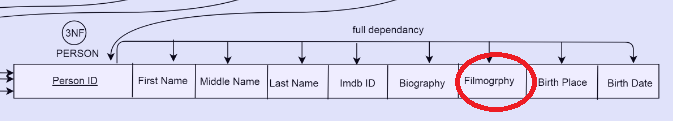 3NF
full dependancy
PERSON
Person ID
First Name
Middle Name
Last Name
Imdb ID
Biography
Filmogrphy
Birth Place
Birth Date